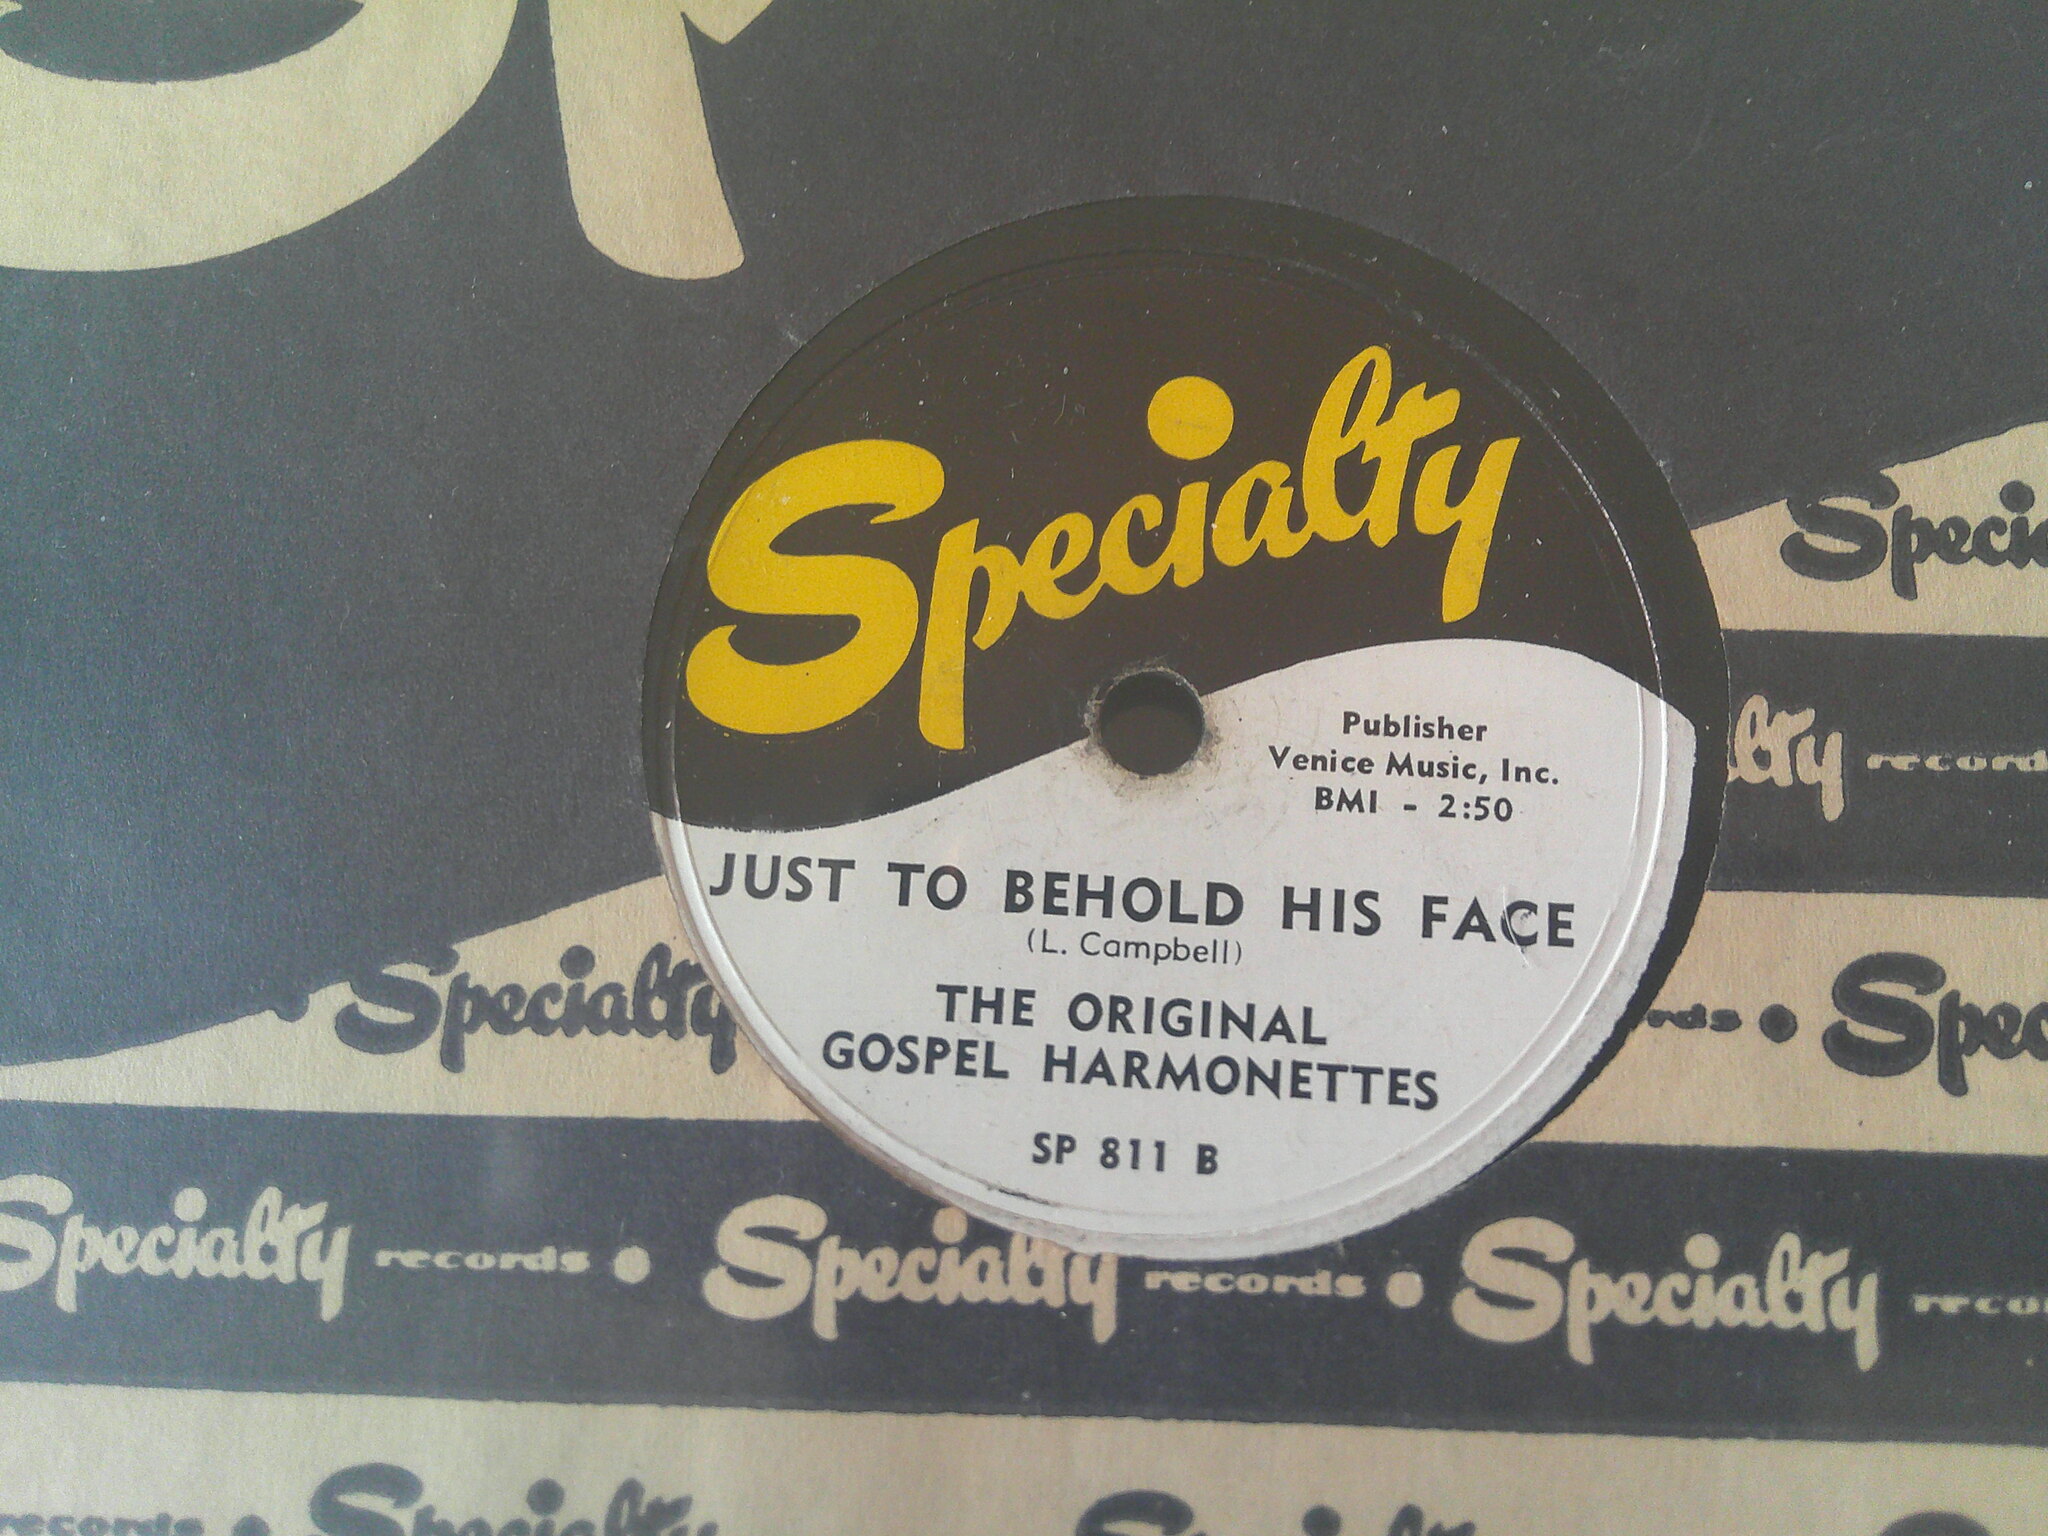 Specialty
Publisher
Venice Music, Inc.
BMI - 2:50
JUST TO BEHOLD HIS FACE
(L. Campbell)
THE ORIGINAL
GOSPEL HARMONETTES
SP 811 B
Specialty
Specialty records • Specialty records • Specialty
records • Specialty